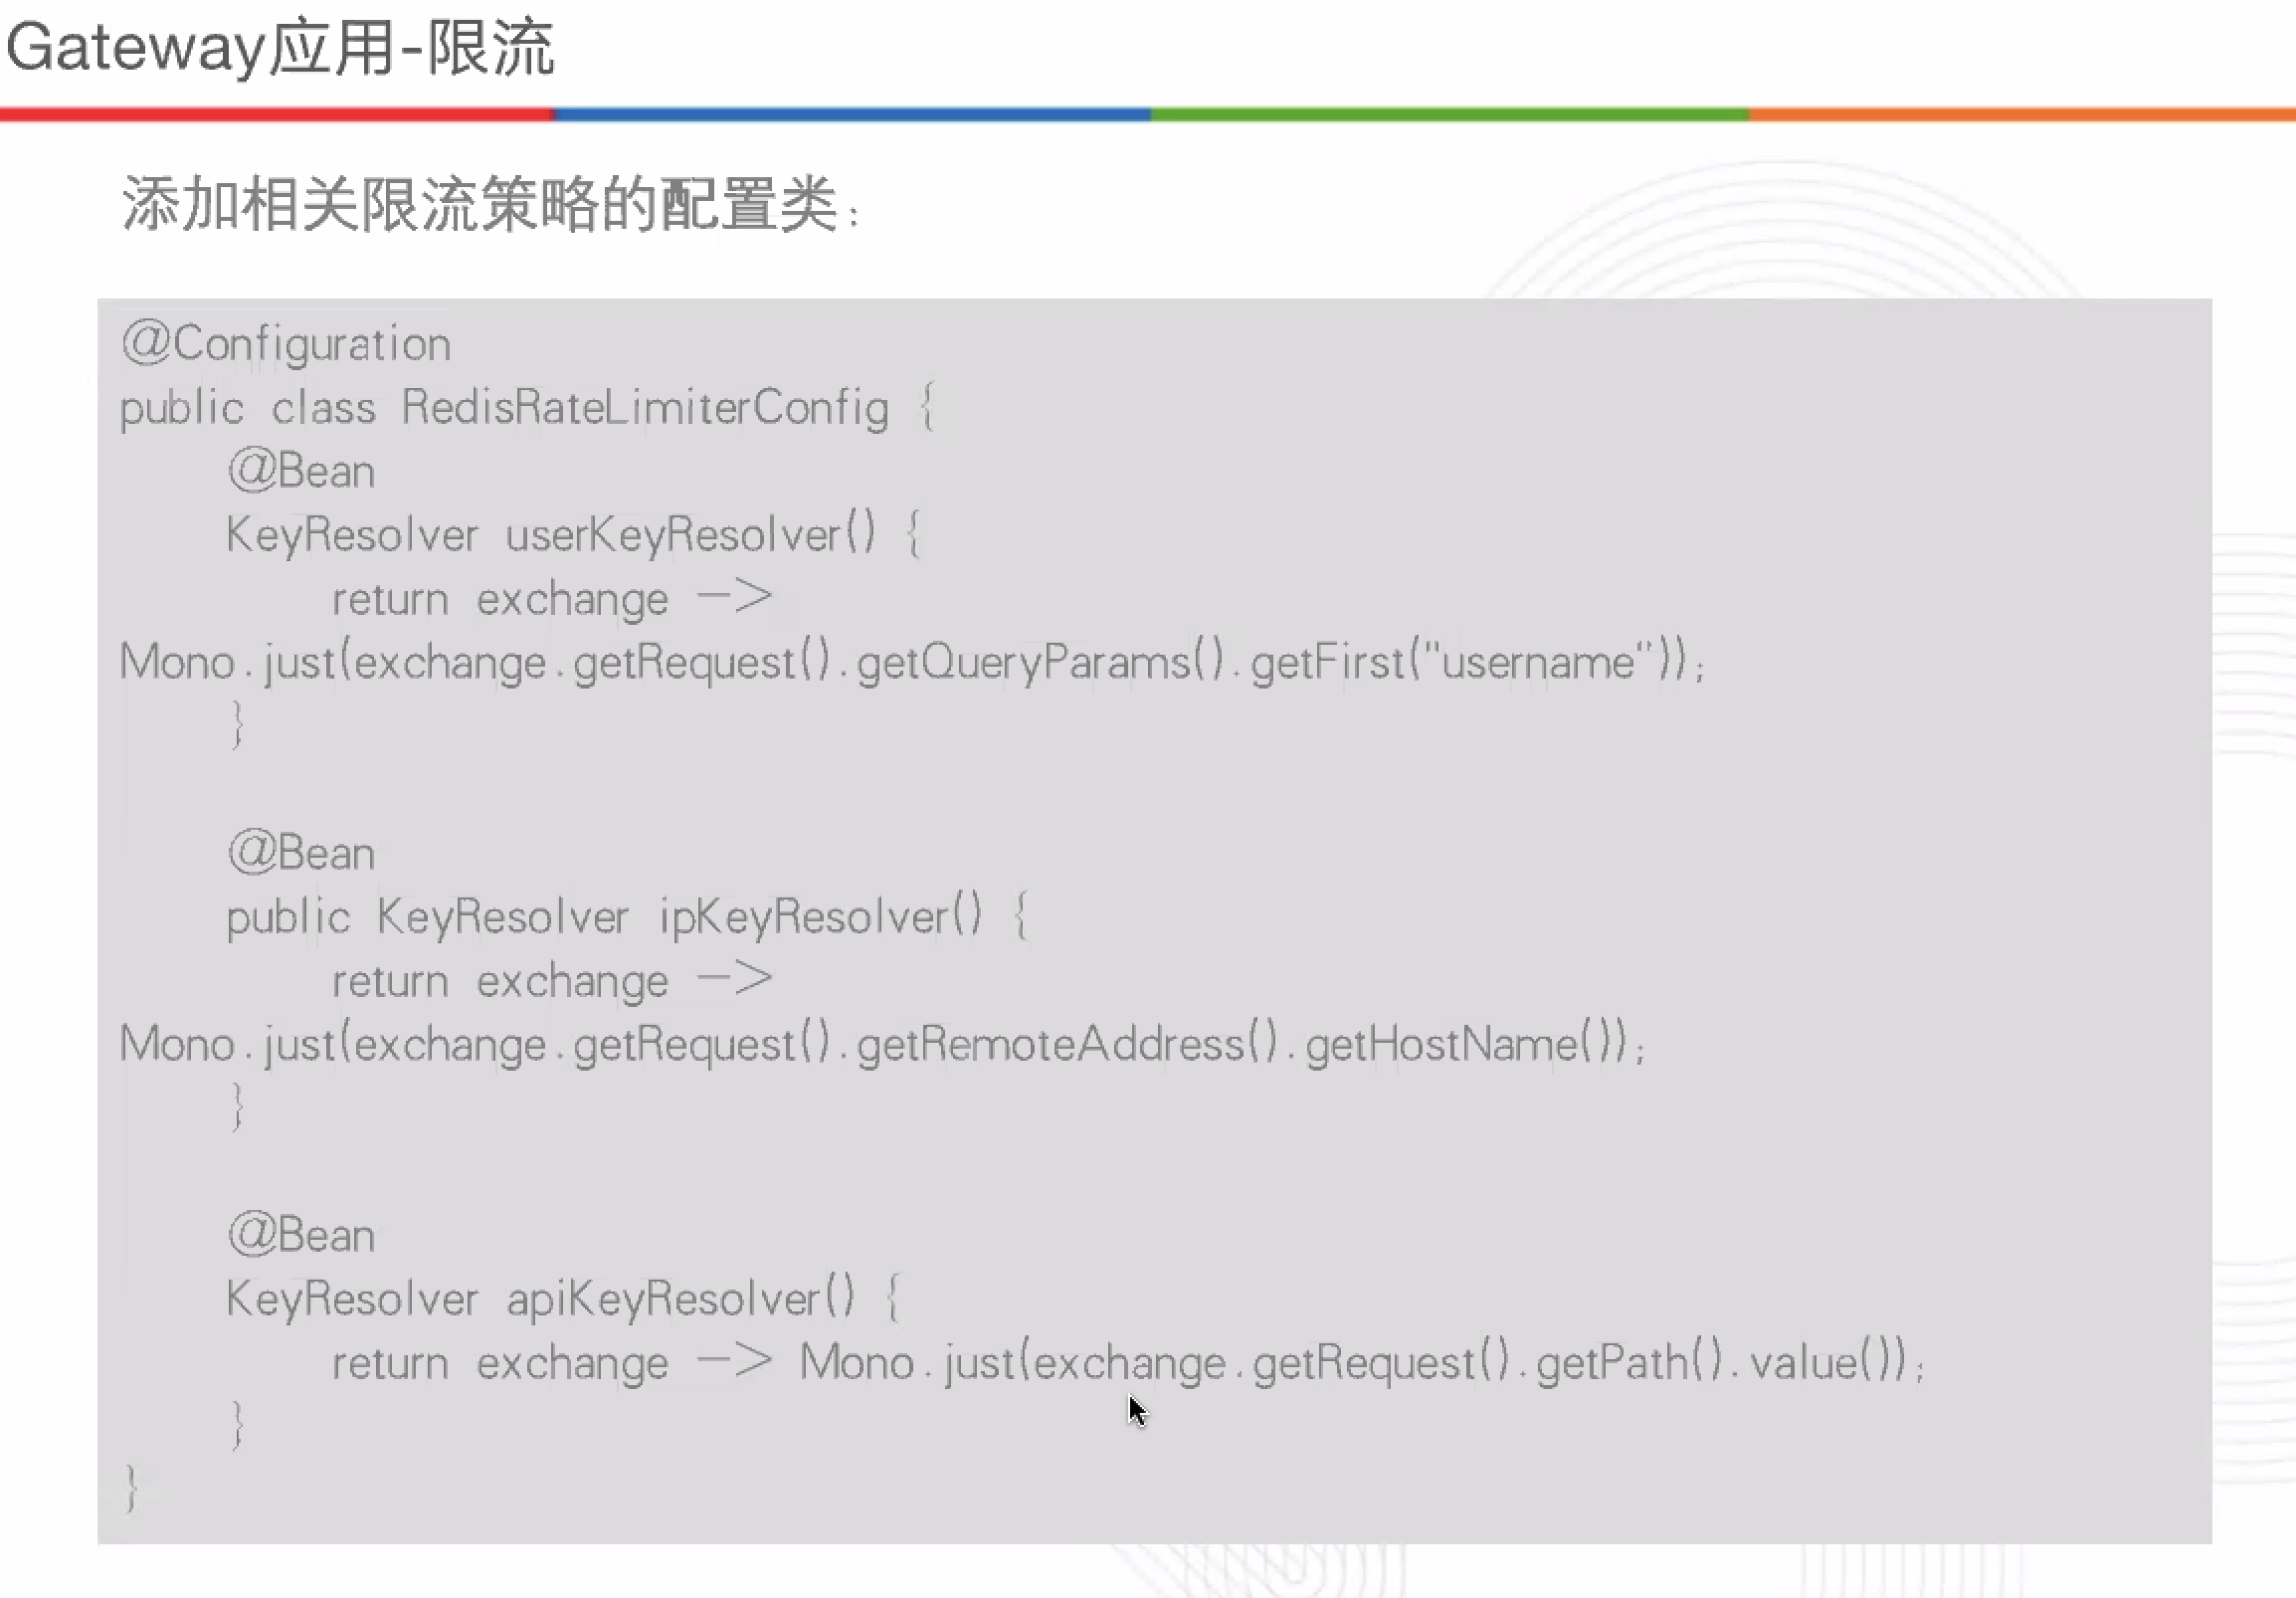 Gateway应用-限流
添加相关限流策略的配置类：
@Configuration
public class RedisRateLimiterConfig {
@Bean
KeyResolver userKeyResolver() {
return exchange ->
Mono.just(exchange.getRequest().getQueryParams().getFirst("username"));
}
@Bean
public KeyResolver ipKeyResolver() {
return exchange ->
Mono.just(exchange.getRequest().getRemoteAddress().getHostName());
}
@Bean
KeyResolver apiKeyResolver() {
return exchange -> Mono.just(exchange.getRequest().getPath().value());
}
}